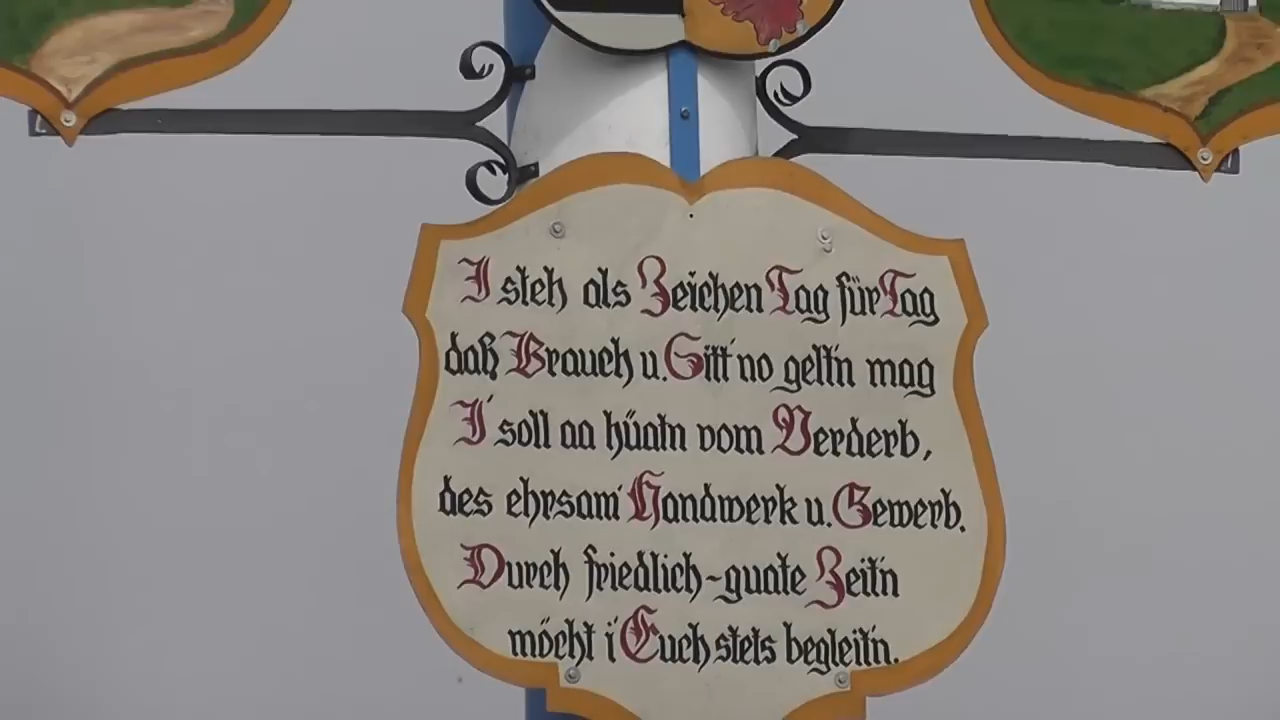 I steh als Zeichen Tag für Tag
daß Brauch u. Sitt' no gelt'n mag
I' soll aa hüatn vom Verderb,
des ehrsam' Handwerk u. Gewerb.
Durch friedlich-guate Zeit'n
möcht i' Euch stets begleit'n.